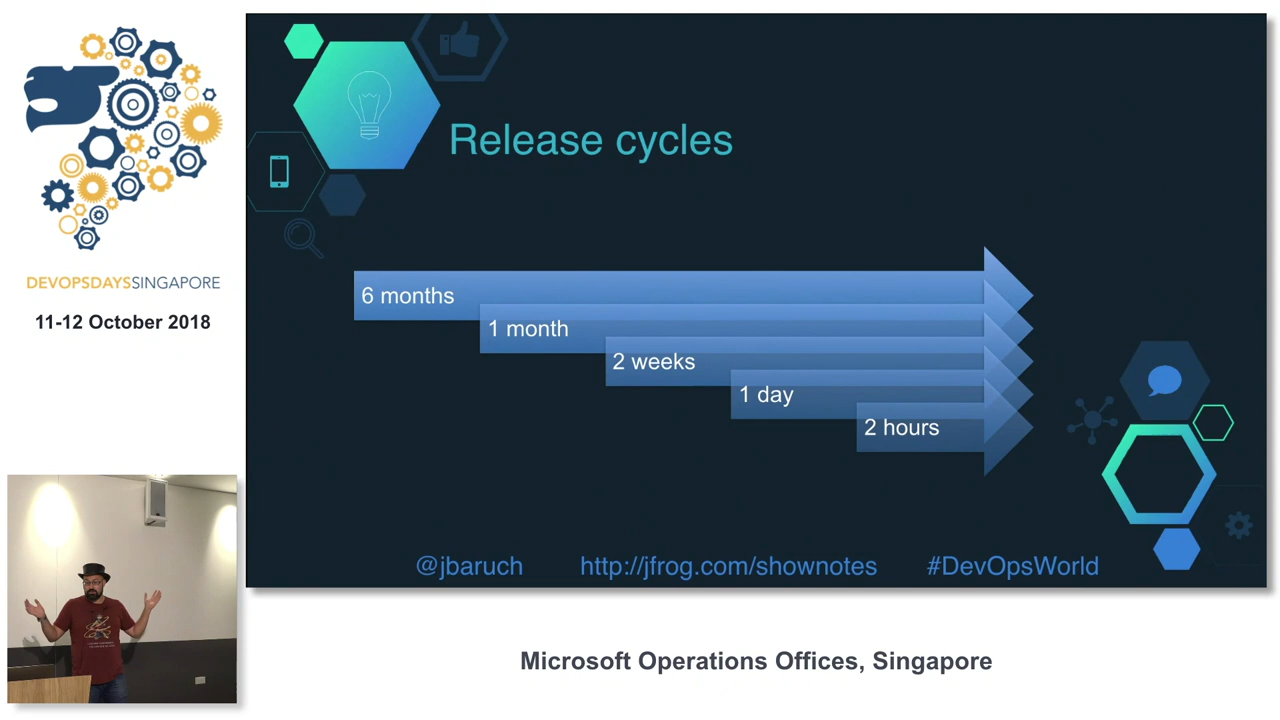 DEVOPSDAYSSINGAPORE
11-12 October 2018
Release cycles
6 months
1 month
2 weeks
1 day
2 hours
@jbaruch http://jfrog.com/shownotes #DevOpsWorld
Microsoft Operations Offices, Singapore